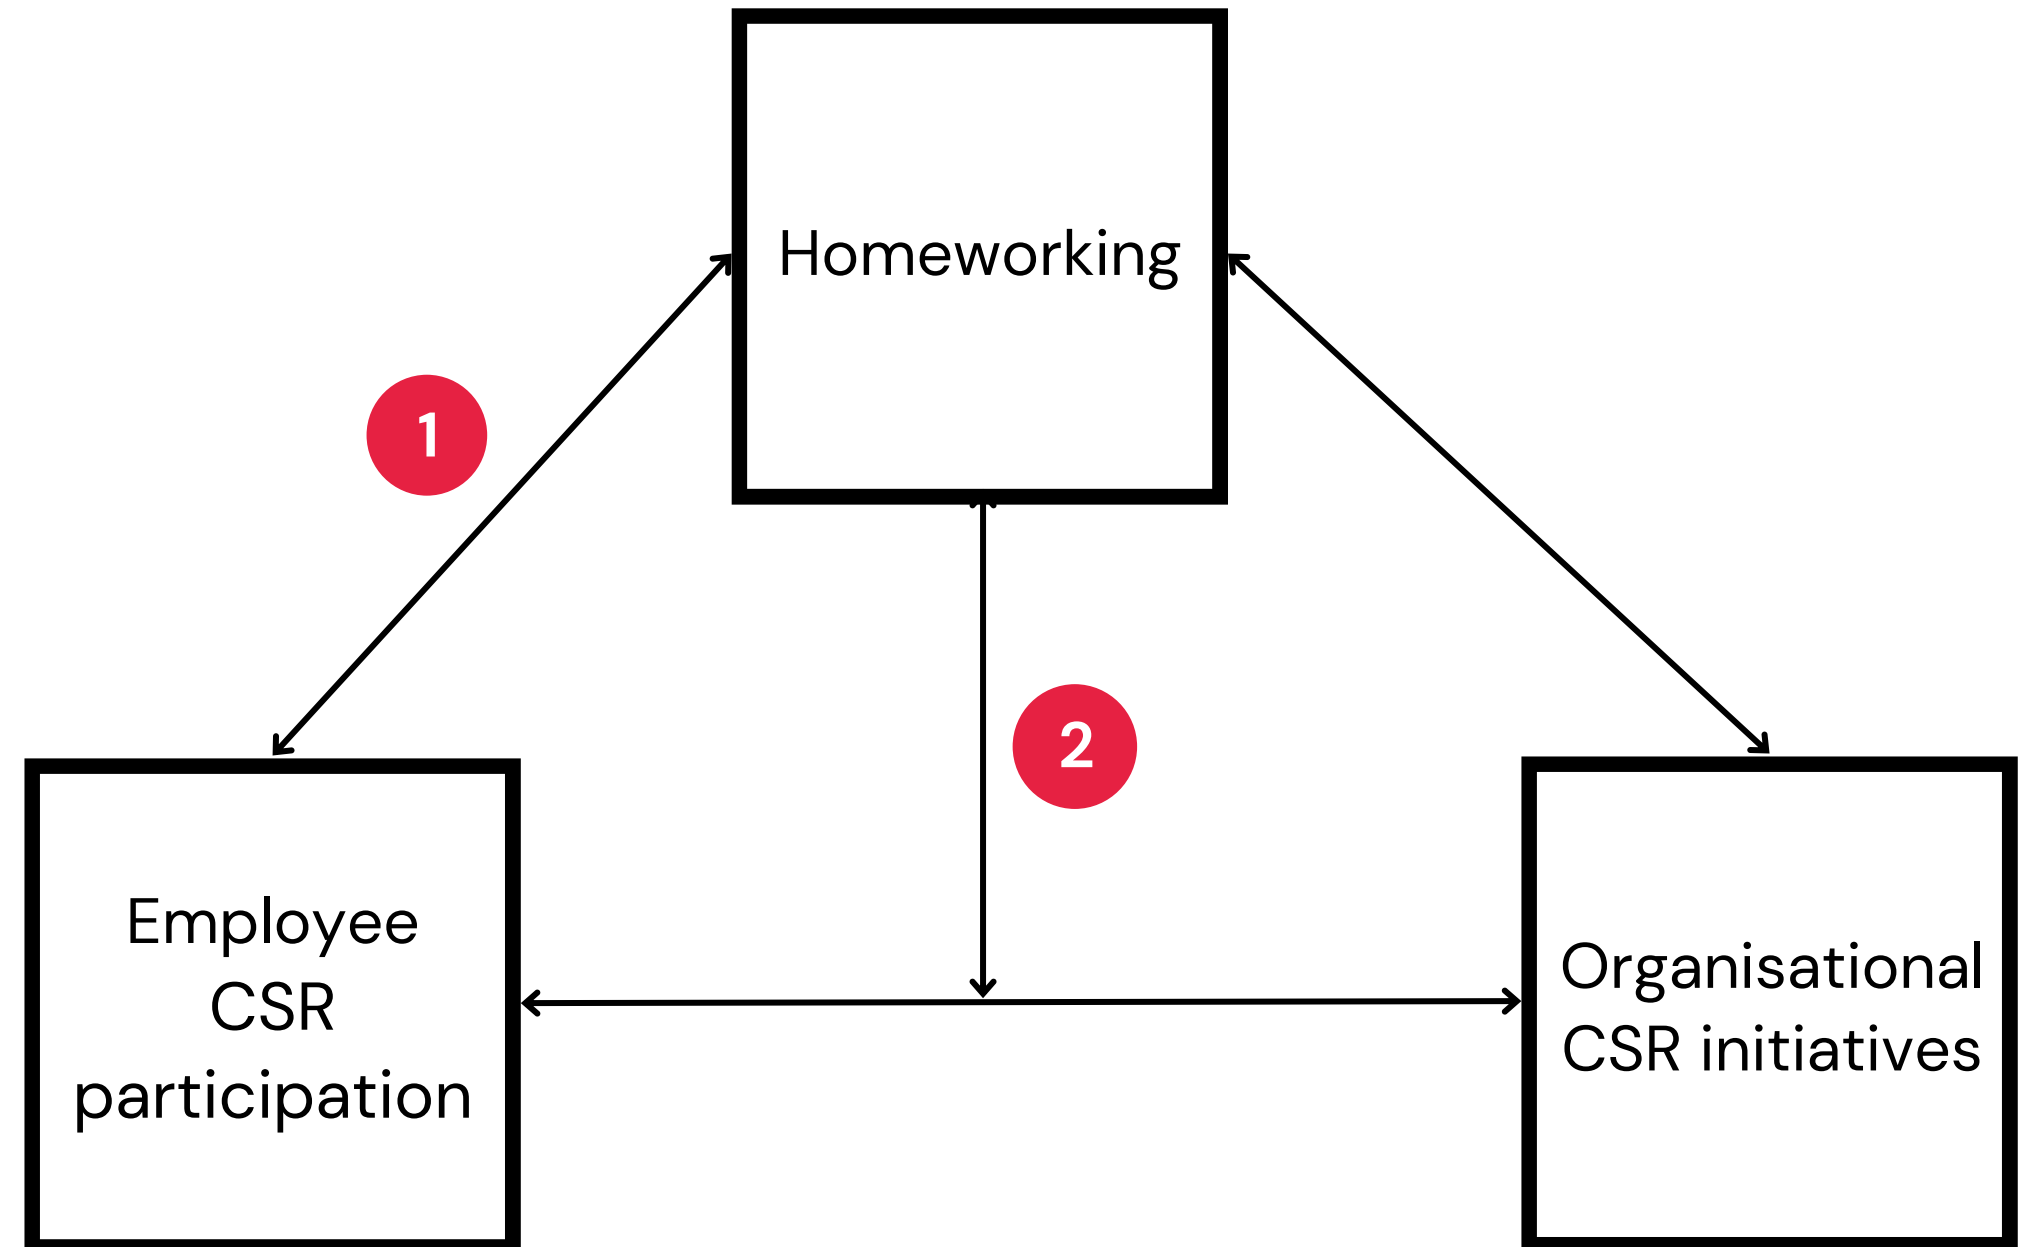 Homeworking
1
2
Employee
CSR
participation
Organisational
CSR initiatives